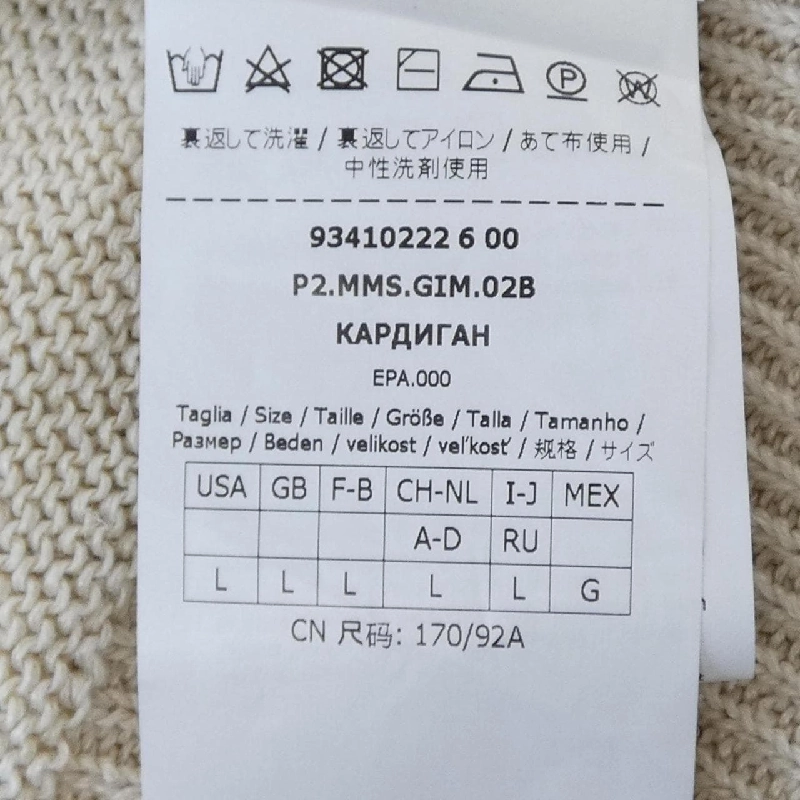 P
W
裏返して洗濯 / 裏返してアイロン / あて布使用 /
中性洗剤使用
93410222 6 00
P2.MMS.GIM.02B
КАРДИГАН
EPA.000
Taglia / Size / Taille / Größe / Talla / Tamanho /
Размер / Beden / velikost / veľkosť / 规格 / サイズ
USA GB F-B CH-NL I-J MEX
A-D RU
L L L L L G
CN 尺码: 170/92A